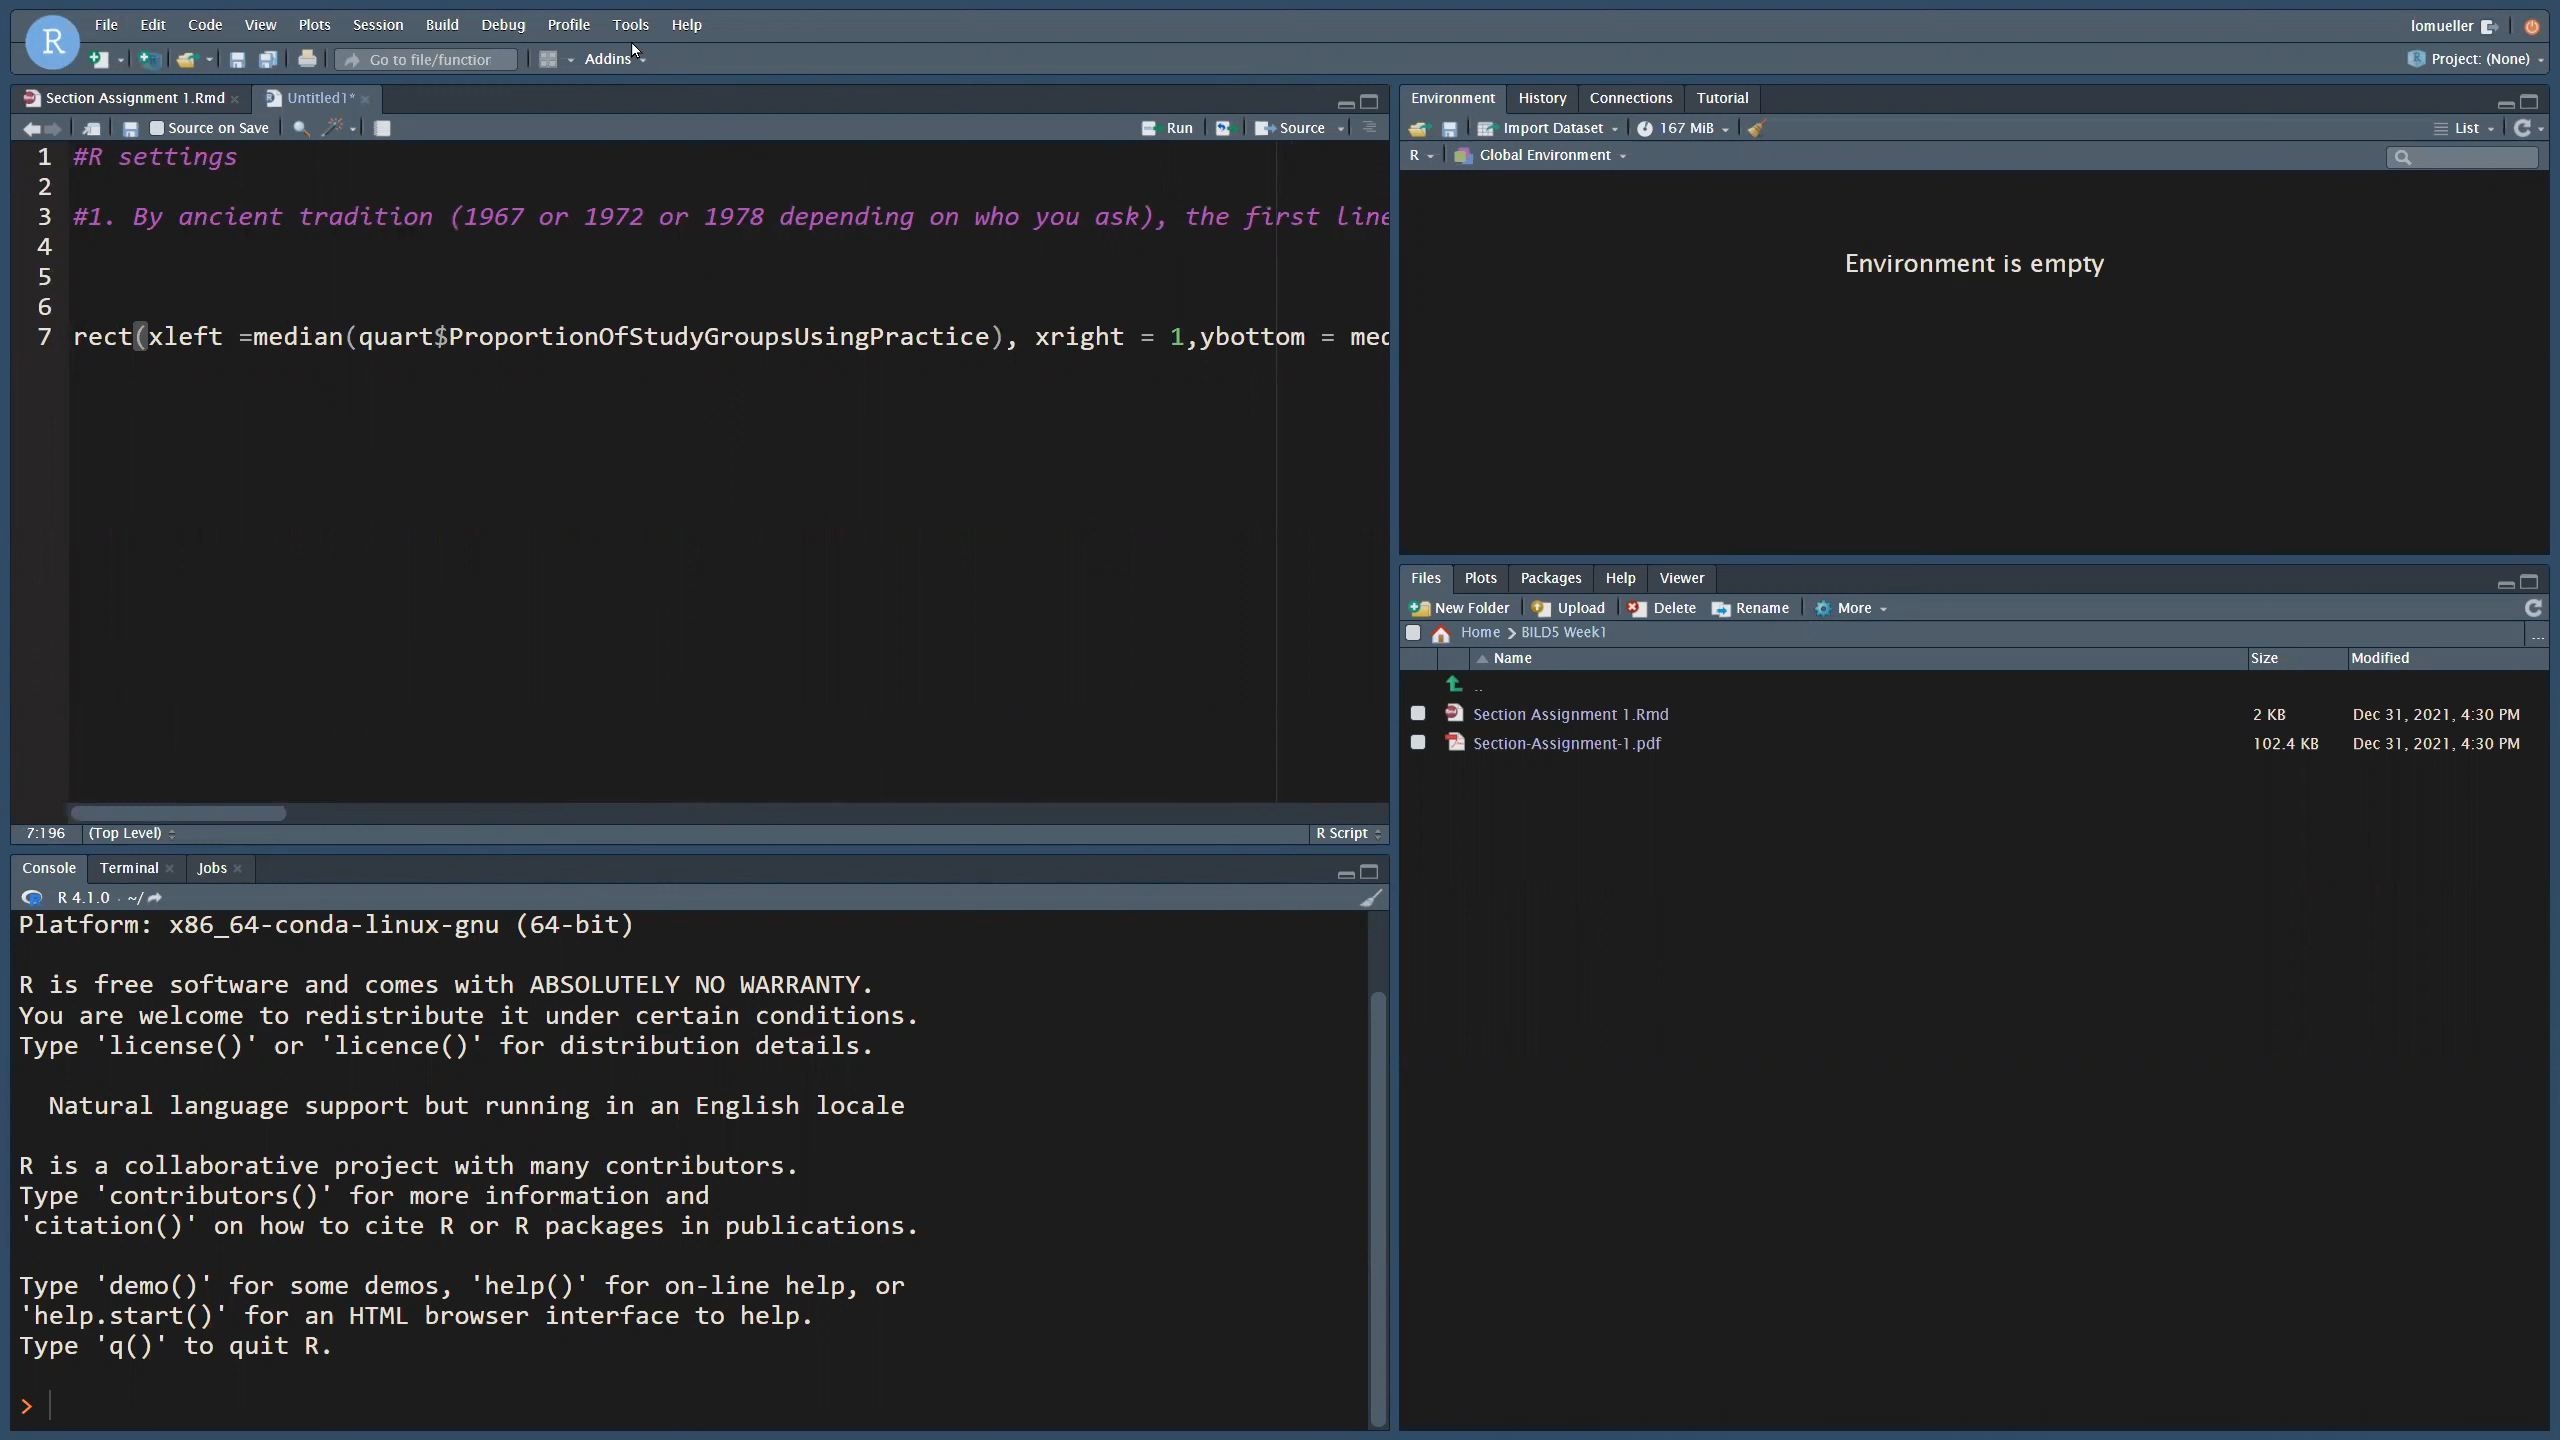 R File Edit Code View Plots Session Build Debug Profile Tools Help lomueller
Go to file/function Addins Project: (None)
Section Assignment 1.Rmd Untitled1*
Source on Save Run Source
1 #R settings
2
3 #1. By ancient tradition (1967 or 1972 or 1978 depending on who you ask), the first line
4
5
6
7 rect(xleft =median(quart$ProportionOfStudyGroupsUsingPractice), xright = 1,ybottom = med
7:196 (Top Level) R Script
Console Terminal Jobs
R 4.1.0 · ~/
Platform: x86_64-conda-linux-gnu (64-bit)
R is free software and comes with ABSOLUTELY NO WARRANTY.
You are welcome to redistribute it under certain conditions.
Type 'license()' or 'licence()' for distribution details.
Natural language support but running in an English locale
R is a collaborative project with many contributors.
Type 'contributors()' for more information and
'citation()' on how to cite R or R packages in publications.
Type 'demo()' for some demos, 'help()' for on-line help, or
'help.start()' for an HTML browser interface to help.
Type 'q()' to quit R.
>
Environment History Connections Tutorial
Import Dataset 167 MiB List
R Global Environment
Environment is empty
Files Plots Packages Help Viewer
New Folder Upload Delete Rename More
Home BILD5 Week1 ...
Name Size Modified
..
Section Assignment 1.Rmd 2 KB Dec 31, 2021, 4:30 PM
Section-Assignment-1.pdf 102.4 KB Dec 31, 2021, 4:30 PM